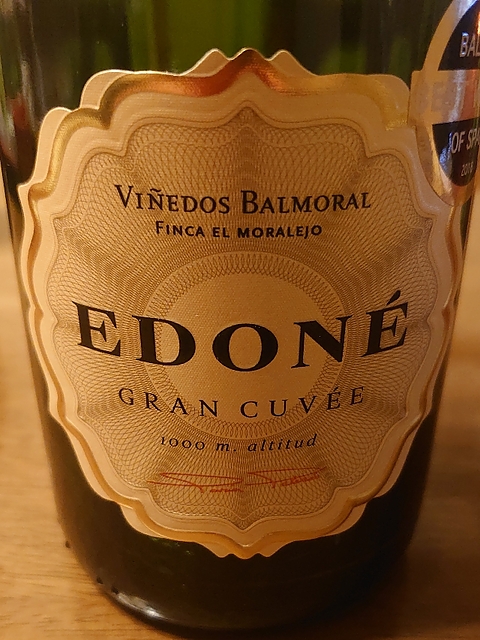 VIÑEDOS BALMORAL
FINCA EL MORALEJO
EDONÉ
GRAN CUVÉE
1000 m. altitud